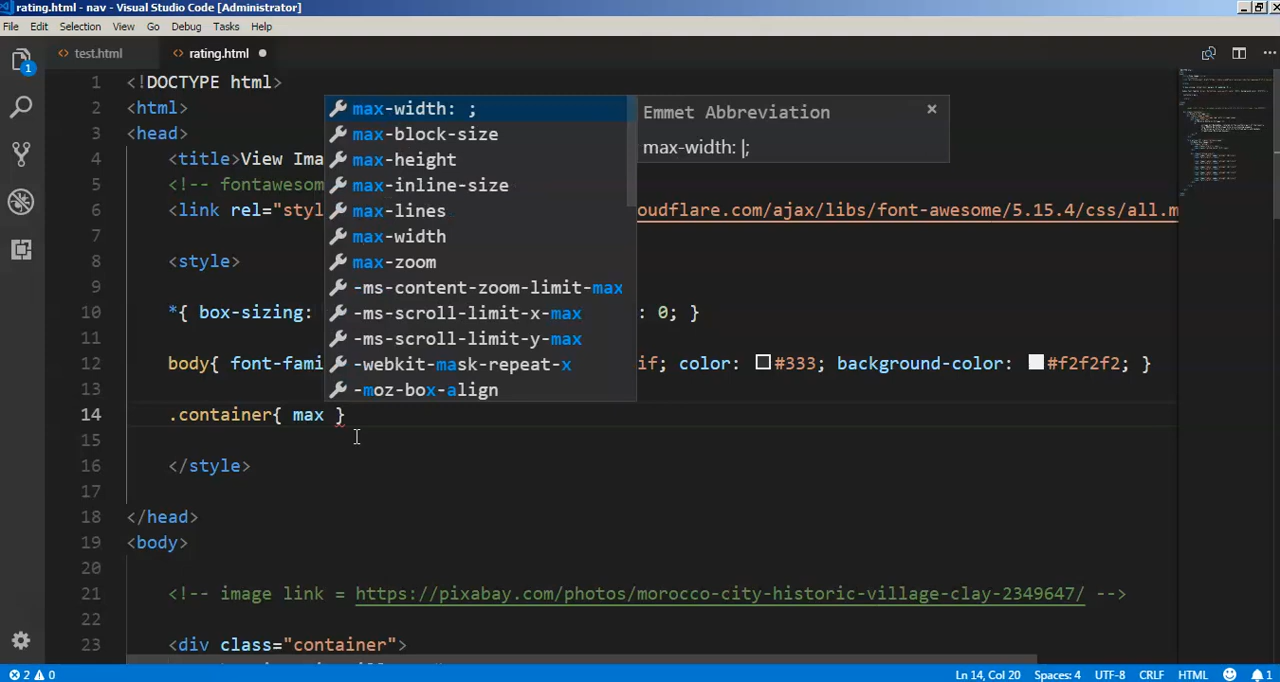 rating.html - nav - Visual Studio Code [Administrator]
File Edit Selection View Go Debug Tasks Help
1 <> test.html <> rating.html
1 <!DOCTYPE html>
2 <html>
3 <head>
4 <title>View Ima
5 <!-- fontawesom
6 <link rel="styl oudflare.com/ajax/libs/font-awesome/5.15.4/css/all.m
7
8 <style>
9
10 *{ box-sizing: : 0; }
11
12 body{ font-fami if; color: #333; background-color: #f2f2f2; }
13
14 .container{ max }
15
16 </style>
17
18 </head>
19 <body>
20
21 <!-- image link = https://pixabay.com/photos/morocco-city-historic-village-clay-2349647/ -->
22
23 <div class="container">
max-width: ;
max-block-size
max-height
max-inline-size
max-lines
max-width
max-zoom
-ms-content-zoom-limit-max
-ms-scroll-limit-x-max
-ms-scroll-limit-y-max
-webkit-mask-repeat-x
-moz-box-align
Emmet Abbreviation
max-width: |;
2 0 Ln 14, Col 20 Spaces: 4 UTF-8 CRLF HTML 1